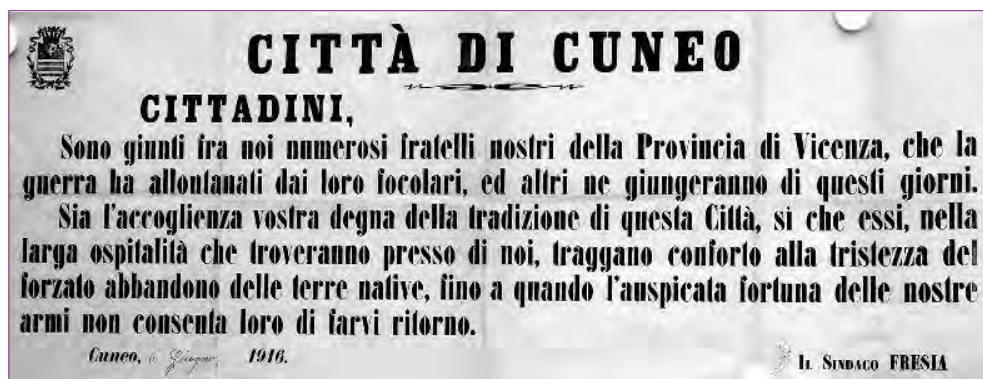 CITTÀ DI CUNEO
CITTADINI,
Sono giunti fra noi numerosi fratelli nostri della Provincia di Vicenza, che la
guerra ha allontanati dai loro focolari, ed altri ne giungeranno di questi giorni.
Sia l'accoglienza vostra degna della tradizione di questa Città, sì che essi, nella
larga ospitalità che troveranno presso di noi, traggano conforto alla tristezza del
forzato abbandono delle terre native, fino a quando l'auspicata fortuna delle nostre
armi non consenta loro di farvi ritorno.
Cuneo, 6 Giugno, 1916.
IL SINDACO FRESIA